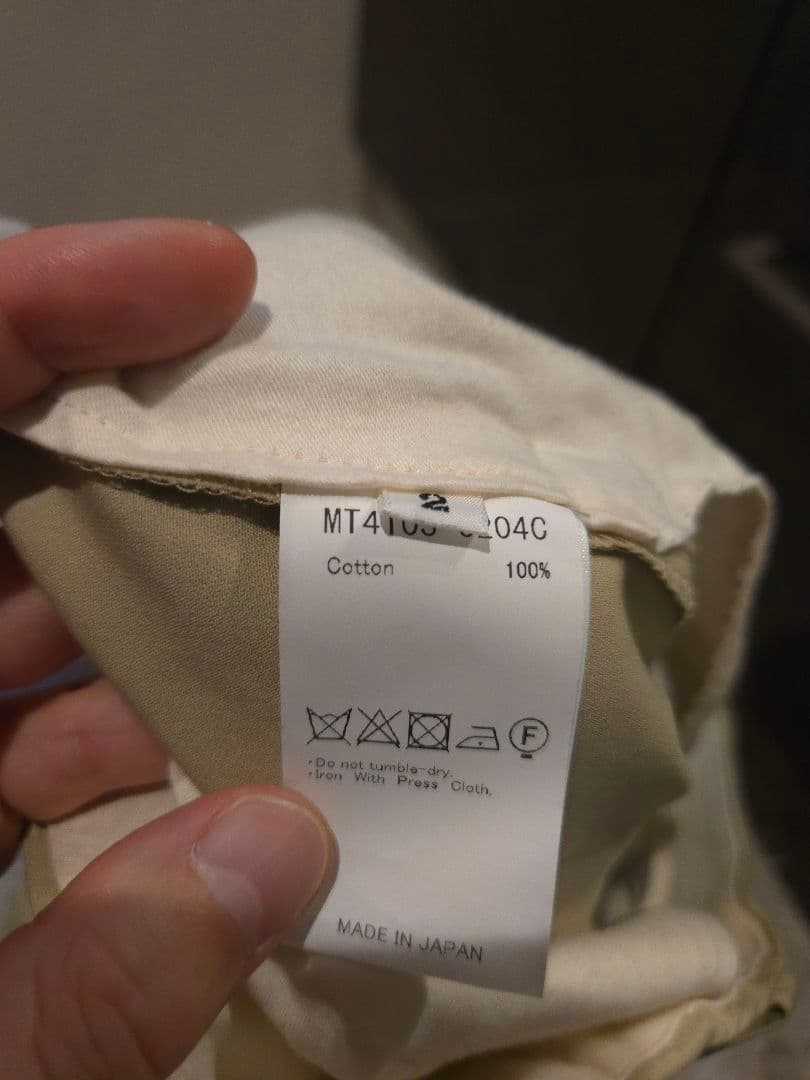 2
Cotton 100%
F
·Do not tumble-dry.
·Iron With Press Cloth.
MADE IN JAPAN